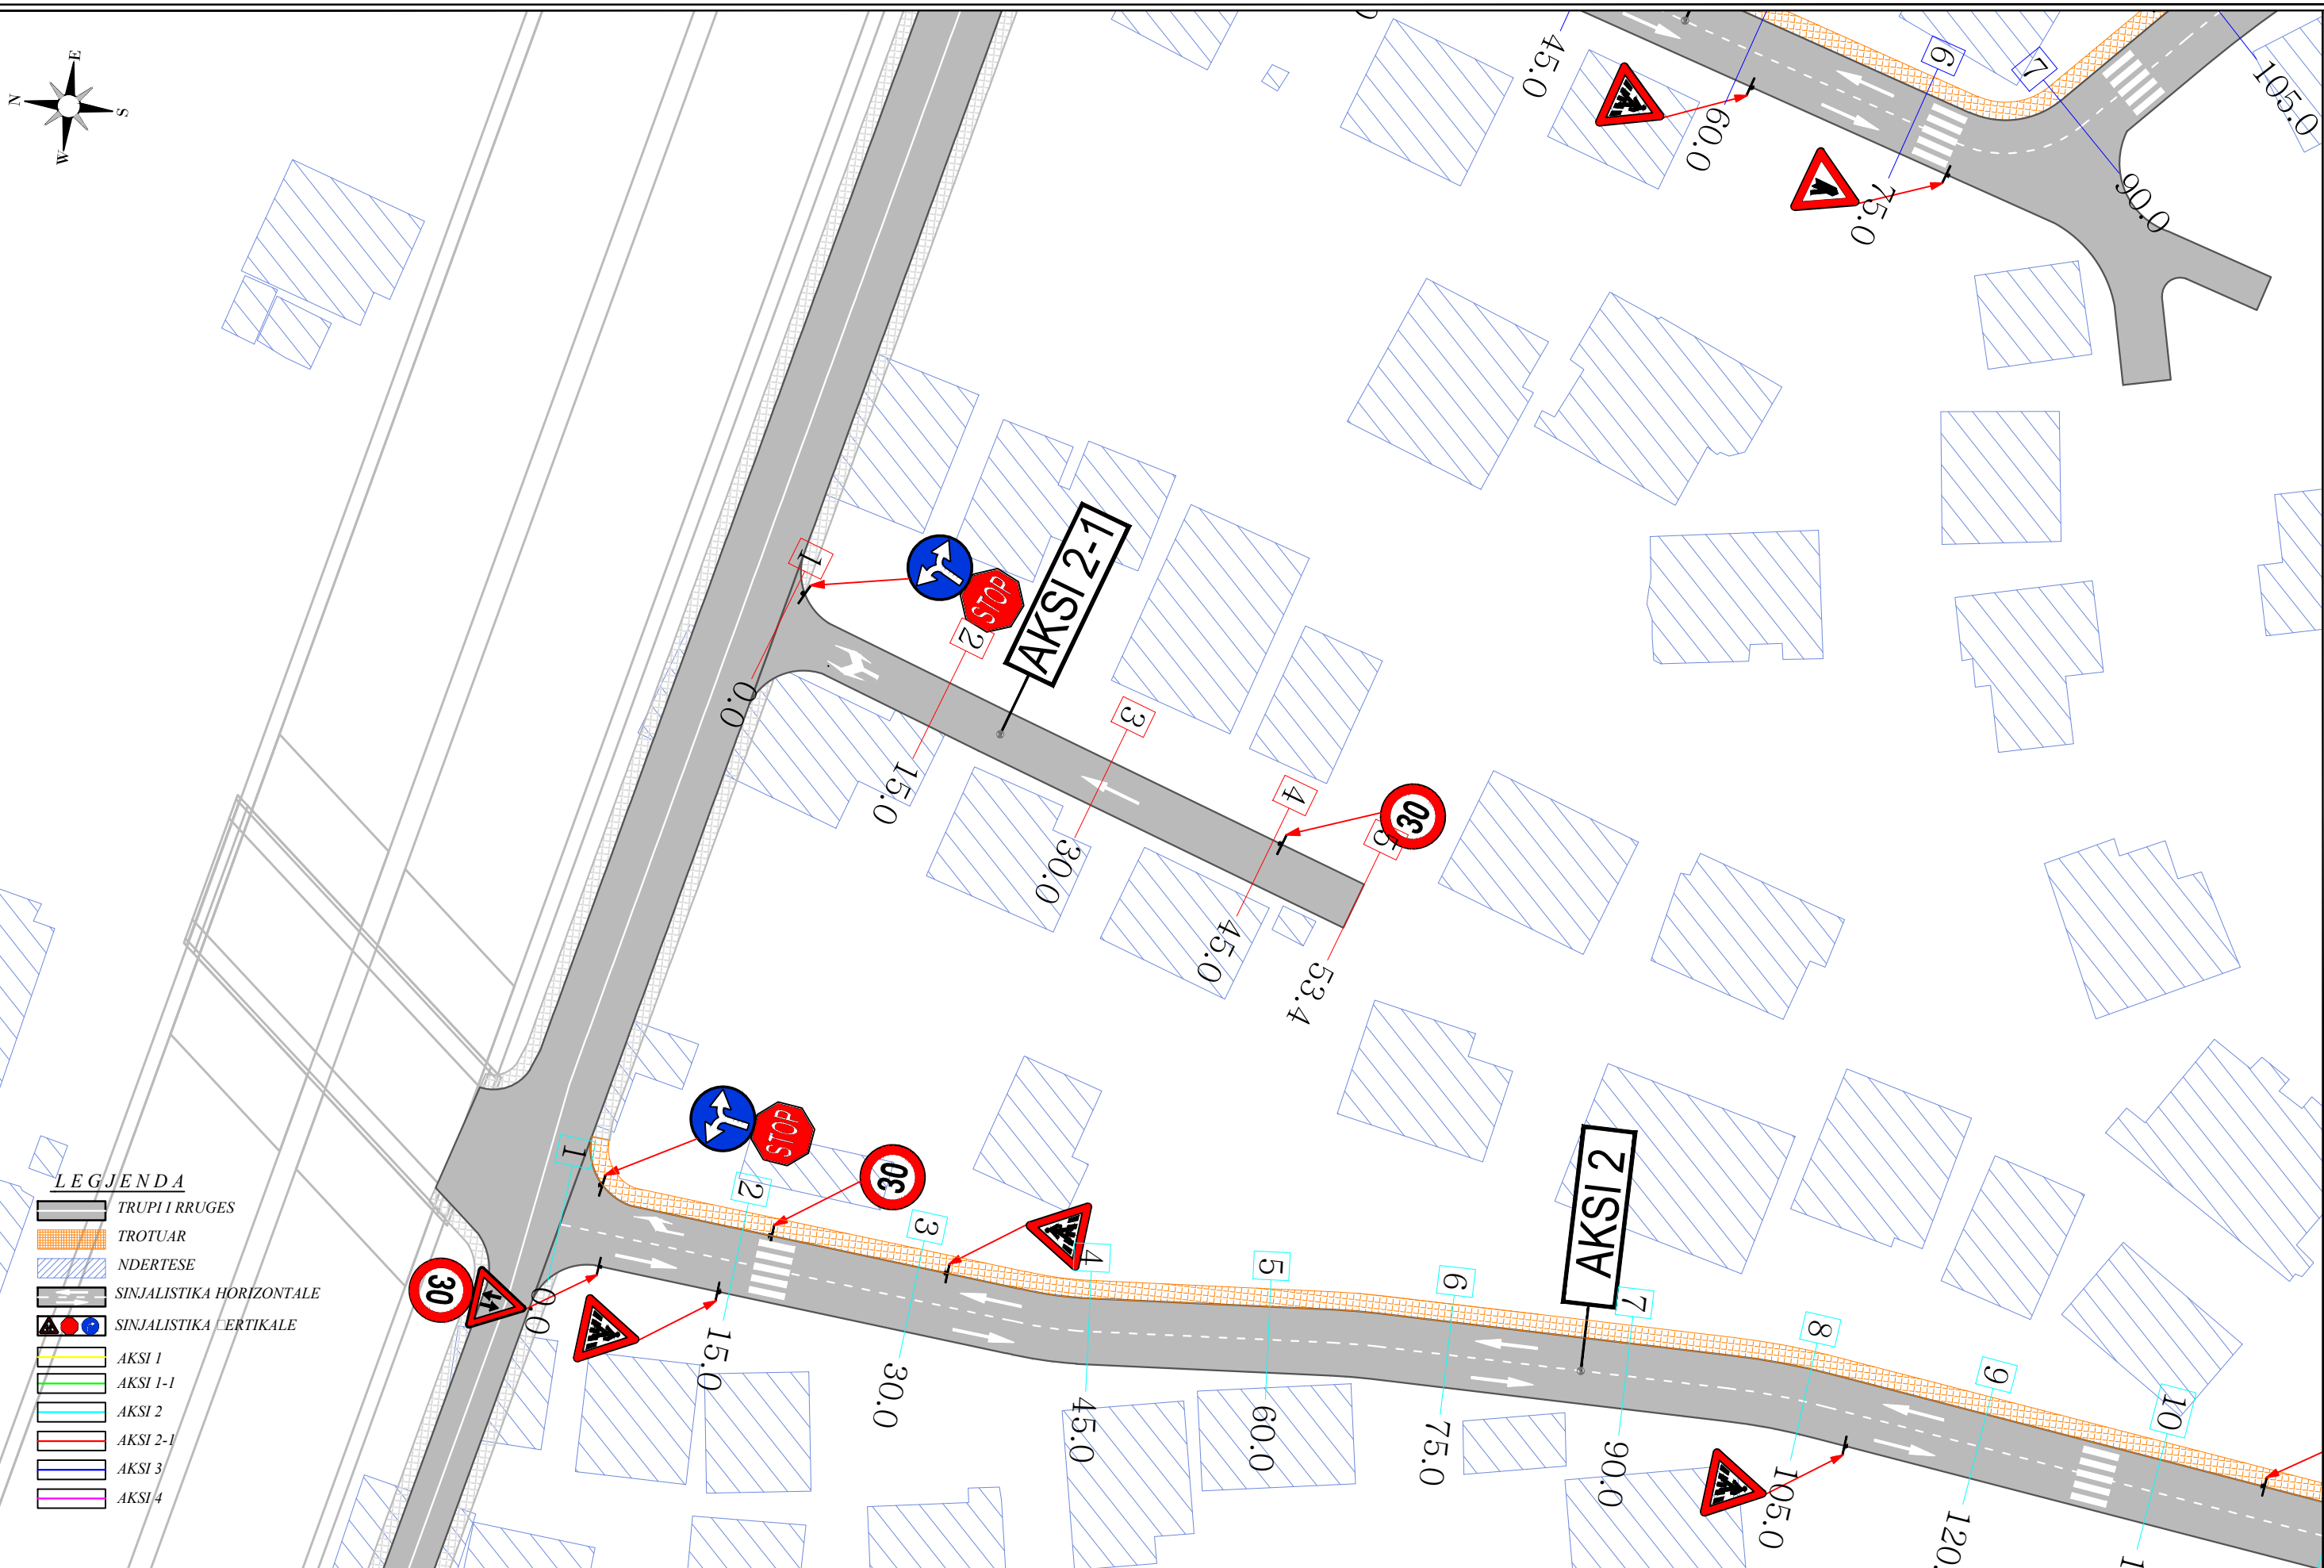 E
N
S
W
45.0
60.0
6
75.0
7
90.0
105.0
1
0.0
STOP
2
15.0
AKSI 2-1
3
30.0
4
45.0
30
5
53.4
1
0.0
STOP
30
30
2
15.0
3
30.0
4
45.0
5
60.0
6
75.0
AKSI 2
7
90.0
8
105.0
9
120.
10
1
LEGJENDA
TRUPI I RRUGES
TROTUAR
NDERTESE
SINJALISTIKA HORIZONTALE
SINJALISTIKA □ERTIKALE
AKSI 1
AKSI 1-1
AKSI 2
AKSI 2-1
AKSI 3
AKSI 4